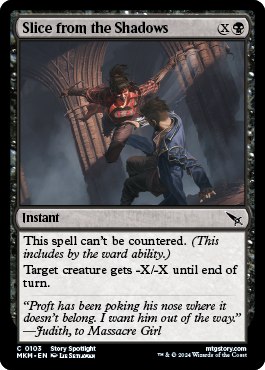 Slice from the Shadows X
Instant
This spell can't be countered. (This
includes by the ward ability.)
Target creature gets -X/-X until end of
turn.
"Proft has been poking his nose where it
doesn't belong. I want him out of the way."
—Judith, to Massacre Girl
C 0103 Story Spotlight mtgstory.com
MKM • EN Lie Setiawan ™ & © 2024 Wizards of the Coast